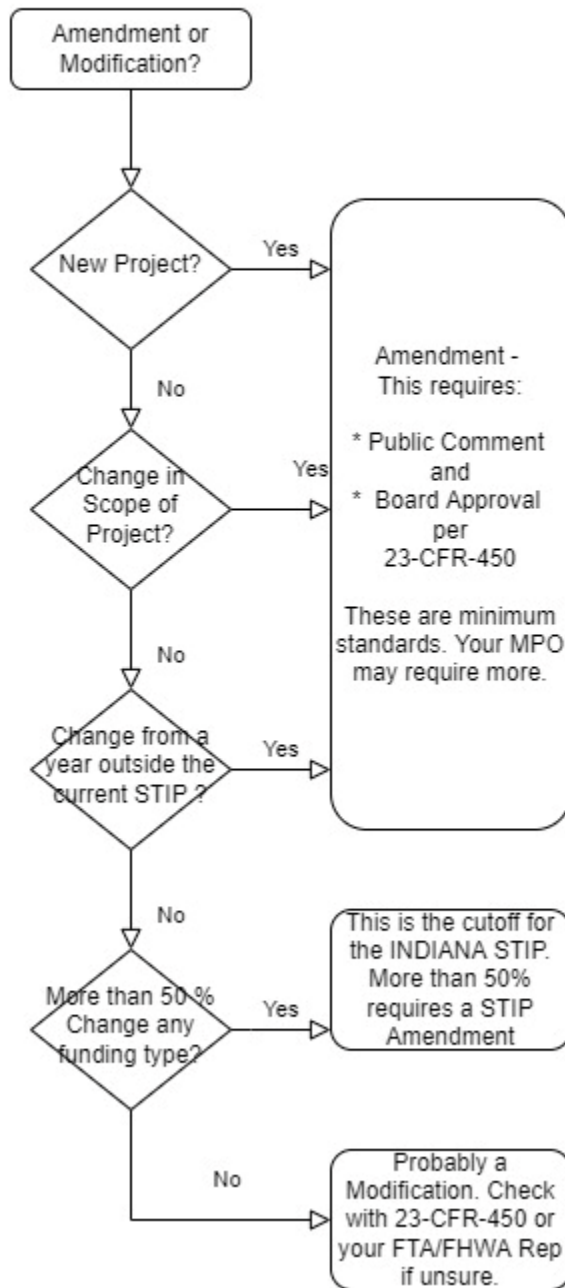 Amendment or
Modification?
New Project?
Yes
No
Amendment -
This requires:
* Public Comment
and
* Board Approval
per
23-CFR-450
These are minimum
standards. Your MPO
may require more.
Change in
Scope of
Project?
Yes
No
Change from a
year outside the
current STIP ?
Yes
No
More than 50 %
Change any
funding type?
Yes
This is the cutoff for
the INDIANA STIP.
More than 50%
requires a STIP
Amendment
No
Probably a
Modification. Check
with 23-CFR-450 or
your FTA/FHWA Rep
if unsure.